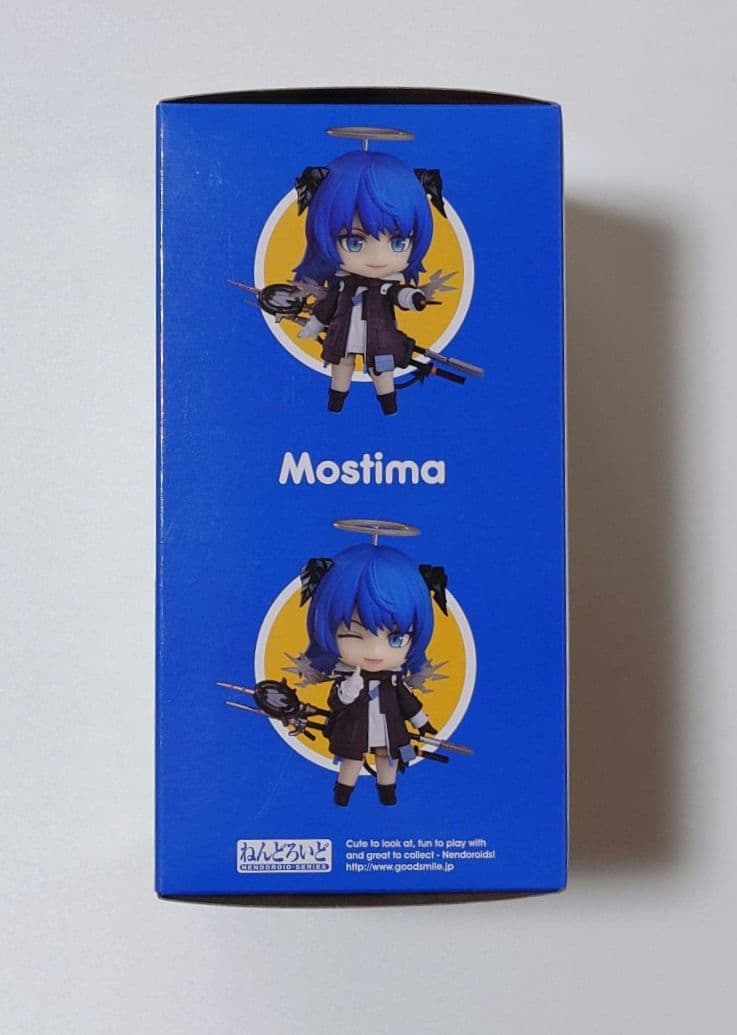 Mostima
ねんどろいど
NENDOROID·SERIES
Cute to look at, fun to play with
and great to collect - Nendoroids!
http://www.goodsmile.jp